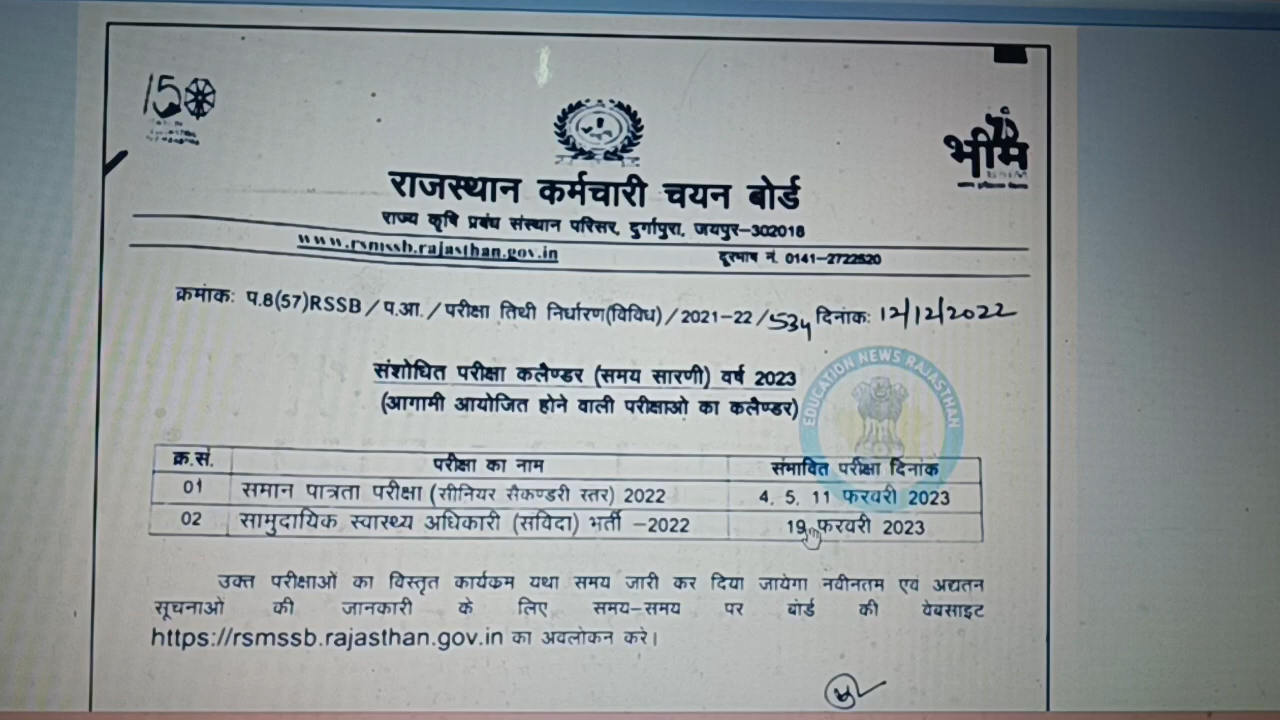 150
भीम
राजस्थान कर्मचारी चयन बोर्ड
राज्य कृषि प्रबंध संस्थान परिसर, दुर्गापुरा, जयपुर-302018
www.rsmssb.rajasthan.gov.in दूरभाष नं. 0141-2722520
क्रमांक: प.8(57)RSSB/प.आ./परीक्षा तिथी निर्धारण(विविध)/2021-22/534 दिनांक: 12/12/2022
संशोधित परीक्षा कलैण्डर (समय सारणी) वर्ष 2023
(आगामी आयोजित होने वाली परीक्षाओ का कलैण्डर)
EDUCATION NEWS RAJASTHAN
क्र.सं. परीक्षा का नाम संभावित परीक्षा दिनांक
01 समान पात्रता परीक्षा (सीनियर सैकण्डरी स्तर) 2022 4, 5, 11 फरवरी 2023
02 सामुदायिक स्वास्थ्य अधिकारी (संविदा) भर्ती -2022 19 फरवरी 2023
उक्त परीक्षाओं का विस्तृत कार्यकम यथा समय जारी कर दिया जायेगा नवीनतम एवं अद्यतन
सूचनाओं की जानकारी के लिए समय-समय पर बोर्ड की वेबसाइट
https://rsmssb.rajasthan.gov.in का अवलोकन करे।